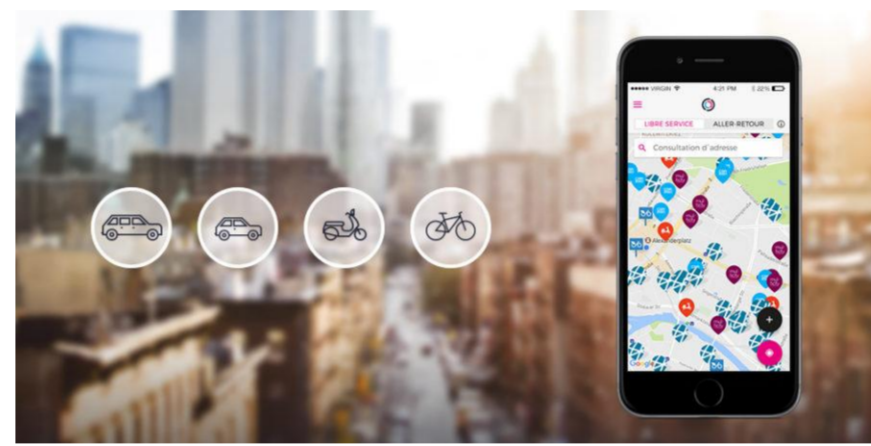 VIRGIN 4:21 PM 22%
LIBRE SERVICE ALLER-RETOUR
Consultation d'adresse
Alexanderplatz
Google